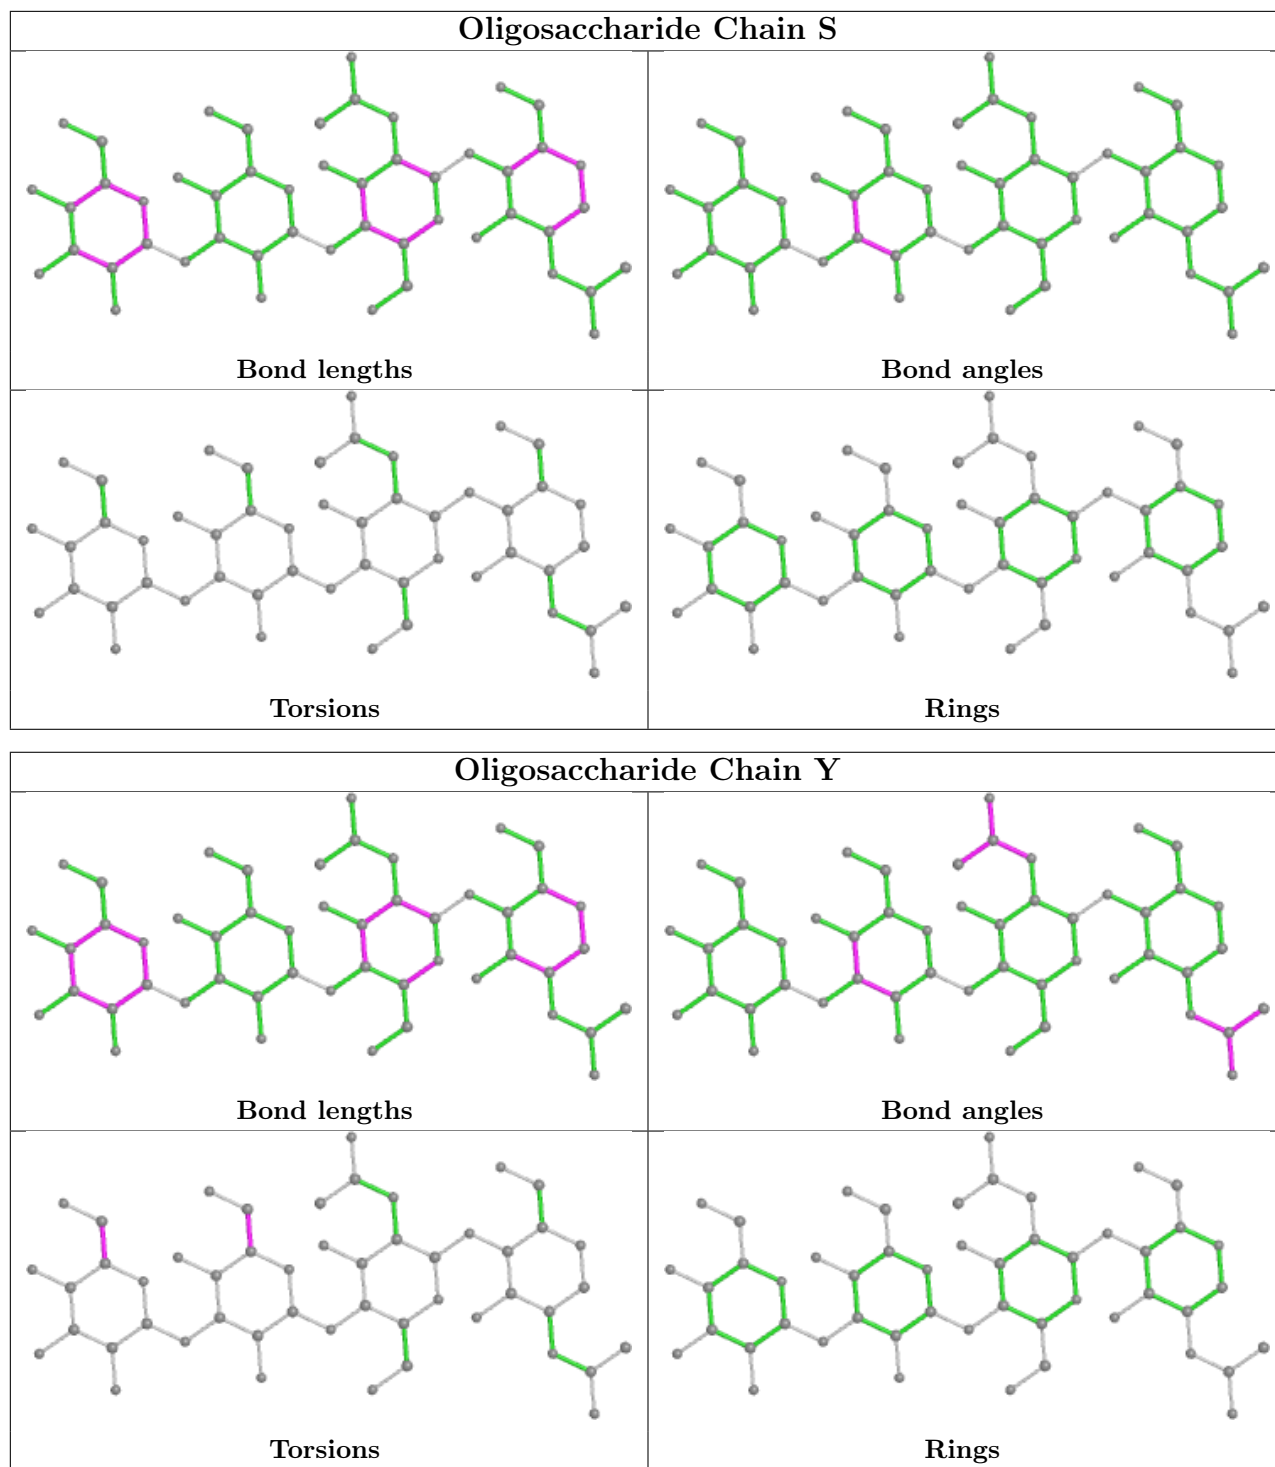 Oligosaccharide Chain S
Bond lengths
Bond angles
Torsions
Rings
Oligosaccharide Chain Y
Bond lengths
Bond angles
Torsions
Rings